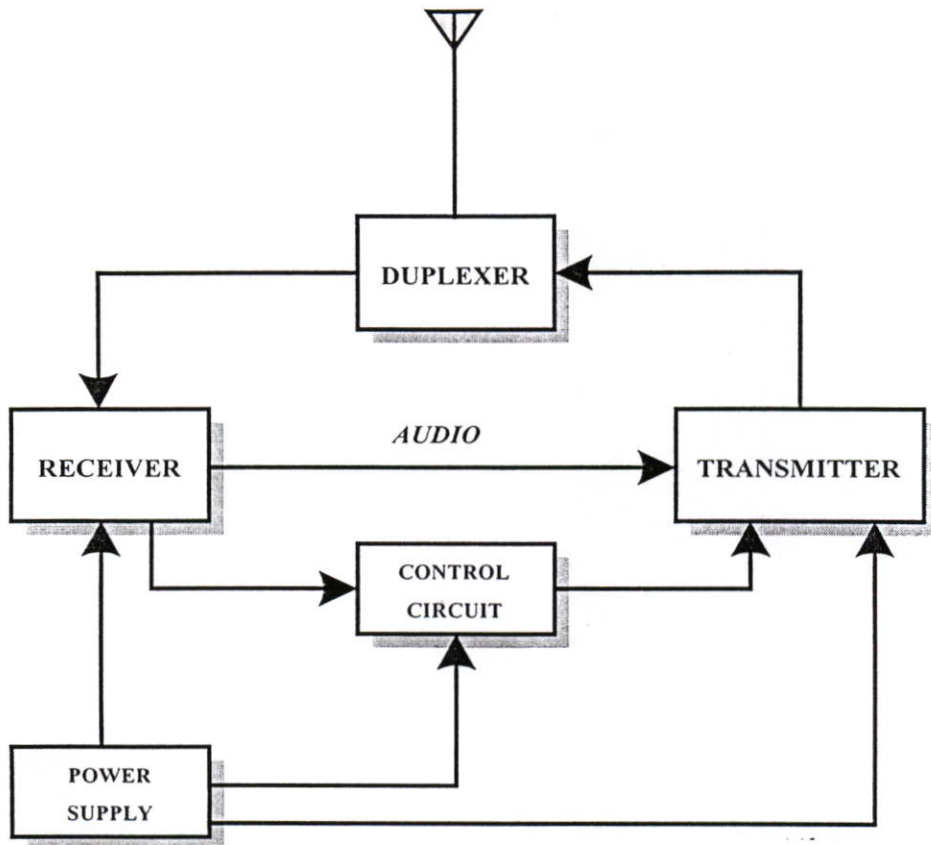 DUPLEXER
AUDIO
RECEIVER
TRANSMITTER
CONTROL
CIRCUIT
POWER
SUPPLY